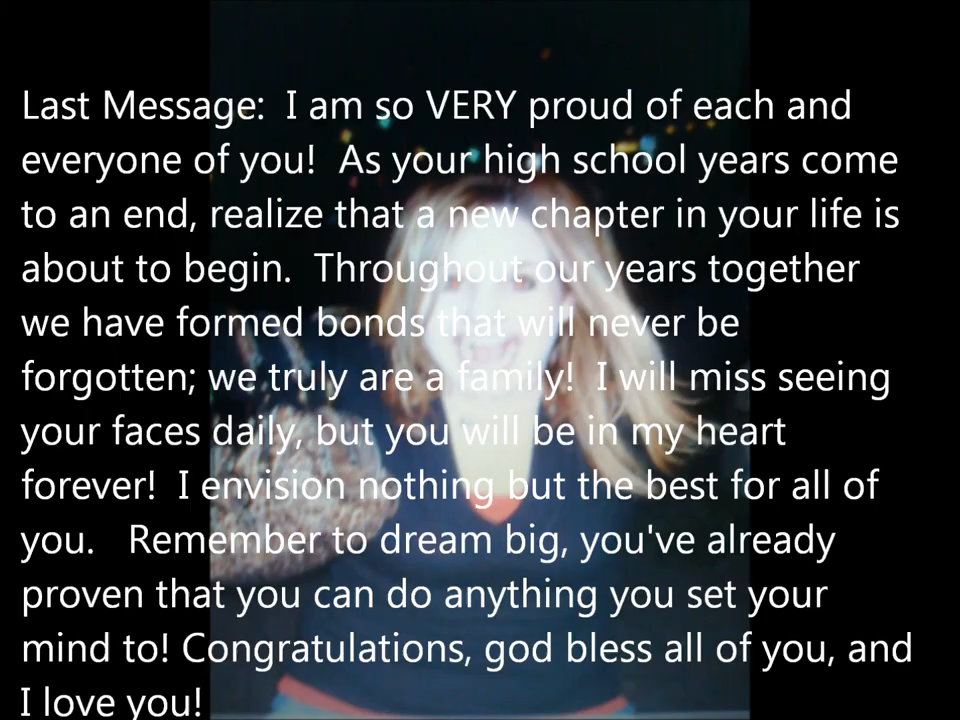 Last Message:  I am so VERY proud of each and
everyone of you!  As your high school years come
to an end, realize that a new chapter in your life is
about to begin.  Throughout our years together
we have formed bonds that will never be
forgotten; we truly are a family!  I will miss seeing
your faces daily, but you will be in my heart
forever!  I envision nothing but the best for all of
you.   Remember to dream big, you've already
proven that you can do anything you set your
mind to! Congratulations, god bless all of you, and
I love you!